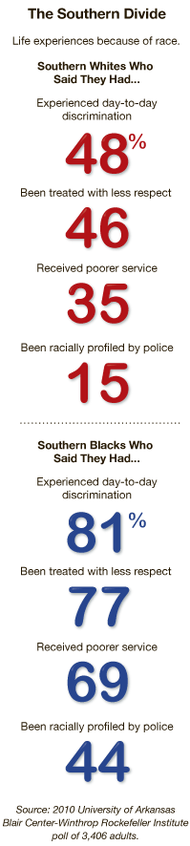 The Southern Divide
Life experiences because of race.
Southern Whites Who
Said They Had...
Experienced day-to-day
discrimination
48%
Been treated with less respect
46
Received poorer service
35
Been racially profiled by police
15
Southern Blacks Who
Said They Had...
Experienced day-to-day
discrimination
81%
Been treated with less respect
77
Received poorer service
69
Been racially profiled by police
44
Source: 2010 University of Arkansas
Blair Center-Winthrop Rockefeller Institute
poll of 3,406 adults.